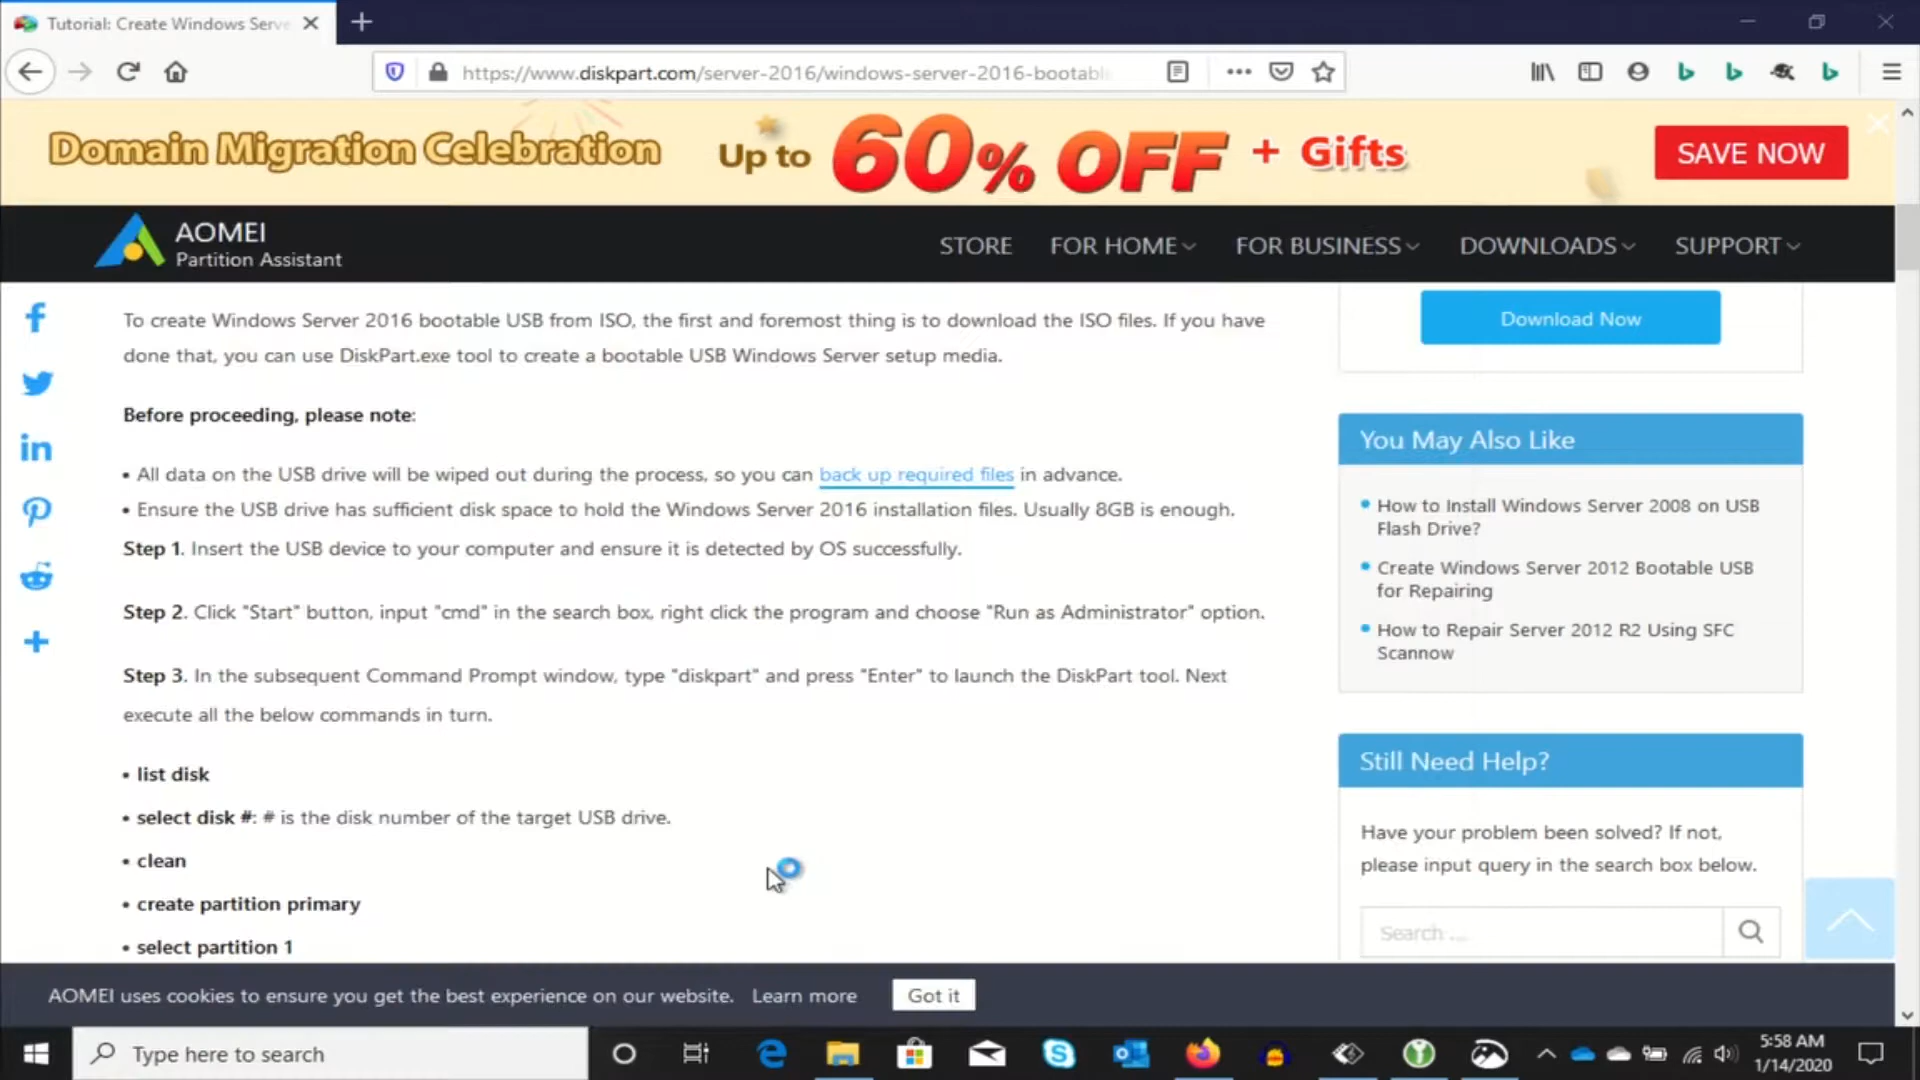 Tutorial: Create Windows Serve
https://www.diskpart.com/server-2016/windows-server-2016-bootabl
Domain Migration Celebration
Up to 60% OFF + Gifts
SAVE NOW
AOMEI
Partition Assistant
STORE
FOR HOME
FOR BUSINESS
DOWNLOADS
SUPPORT
To create Windows Server 2016 bootable USB from ISO, the first and foremost thing is to download the ISO files. If you have
done that, you can use DiskPart.exe tool to create a bootable USB Windows Server setup media.
Before proceeding, please note:
• All data on the USB drive will be wiped out during the process, so you can back up required files in advance.
• Ensure the USB drive has sufficient disk space to hold the Windows Server 2016 installation files. Usually 8GB is enough.
Step 1. Insert the USB device to your computer and ensure it is detected by OS successfully.
Step 2. Click "Start" button, input "cmd" in the search box, right click the program and choose "Run as Administrator" option.
Step 3. In the subsequent Command Prompt window, type "diskpart" and press "Enter" to launch the DiskPart tool. Next
execute all the below commands in turn.
• list disk
• select disk #: # is the disk number of the target USB drive.
• clean
• create partition primary
• select partition 1
Download Now
You May Also Like
• How to Install Windows Server 2008 on USB
Flash Drive?
• Create Windows Server 2012 Bootable USB
for Repairing
• How to Repair Server 2012 R2 Using SFC
Scannow
Still Need Help?
Have your problem been solved? If not,
please input query in the search box below.
Search ...
AOMEI uses cookies to ensure you get the best experience on our website. Learn more
Got it
Type here to search
5:58 AM
1/14/2020